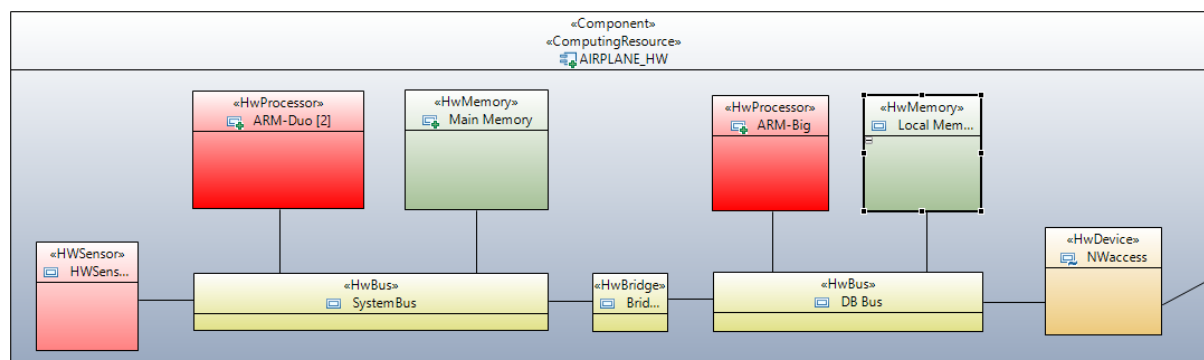 «Component»
«ComputingResource»
AIRPLANE_HW
«HwProcessor»
ARM-Duo [2]
«HwMemory»
Main Memory
«HwProcessor»
ARM-Big
«HwMemory»
Local Mem...
«HWSensor»
HWSens...
«HwBus»
SystemBus
«HwBridge»
Brid...
«HwBus»
DB Bus
«HwDevice»
NWaccess